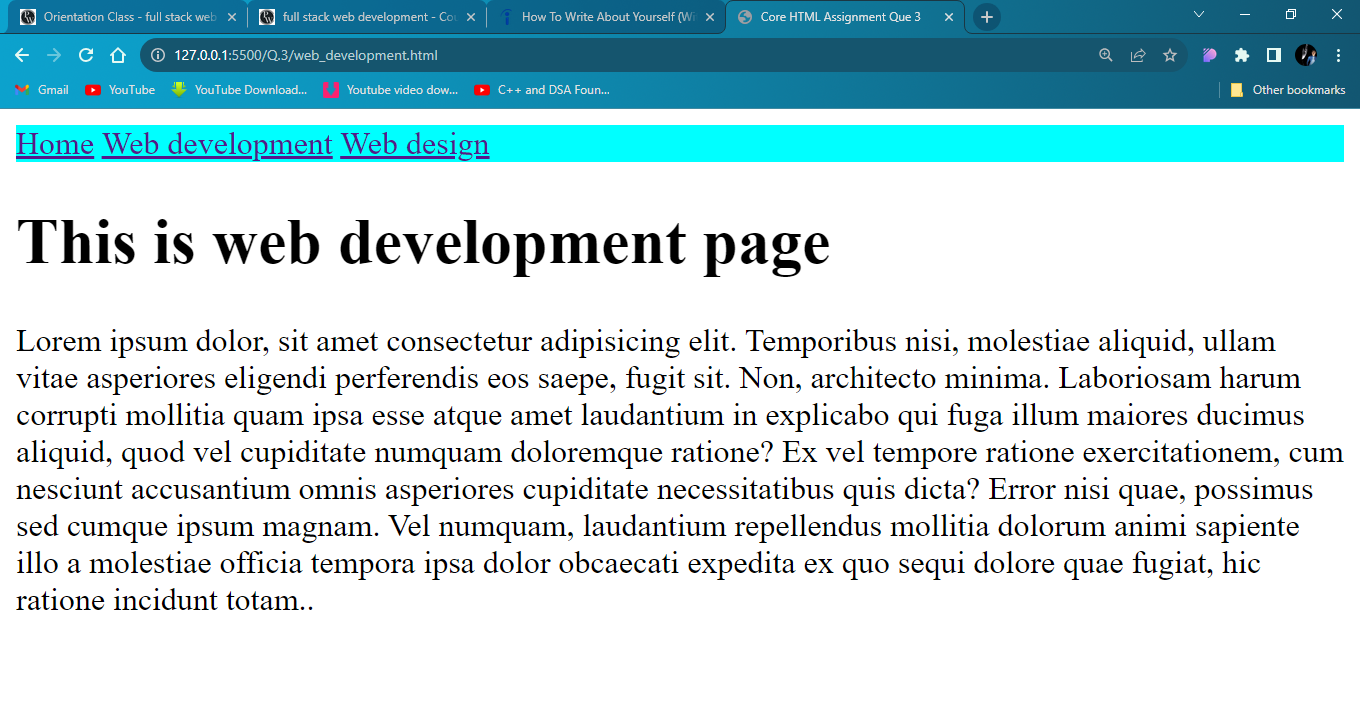 Orientation Class - full stack web
full stack web development - Cou
How To Write About Yourself (Wi
Core HTML Assignment Que 3
127.0.0.1:5500/Q.3/web_development.html
Gmail
YouTube
YouTube Download...
Youtube video dow...
C++ and DSA Foun...
Other bookmarks
Home Web development Web design
This is web development page
Lorem ipsum dolor, sit amet consectetur adipisicing elit. Temporibus nisi, molestiae aliquid, ullam
vitae asperiores eligendi perferendis eos saepe, fugit sit. Non, architecto minima. Laboriosam harum
corrupti mollitia quam ipsa esse atque amet laudantium in explicabo qui fuga illum maiores ducimus
aliquid, quod vel cupiditate numquam doloremque ratione? Ex vel tempore ratione exercitationem, cum
nesciunt accusantium omnis asperiores cupiditate necessitatibus quis dicta? Error nisi quae, possimus
sed cumque ipsum magnam. Vel numquam, laudantium repellendus mollitia dolorum animi sapiente
illo a molestiae officia tempora ipsa dolor obcaecati expedita ex quo sequi dolore quae fugiat, hic
ratione incidunt totam..